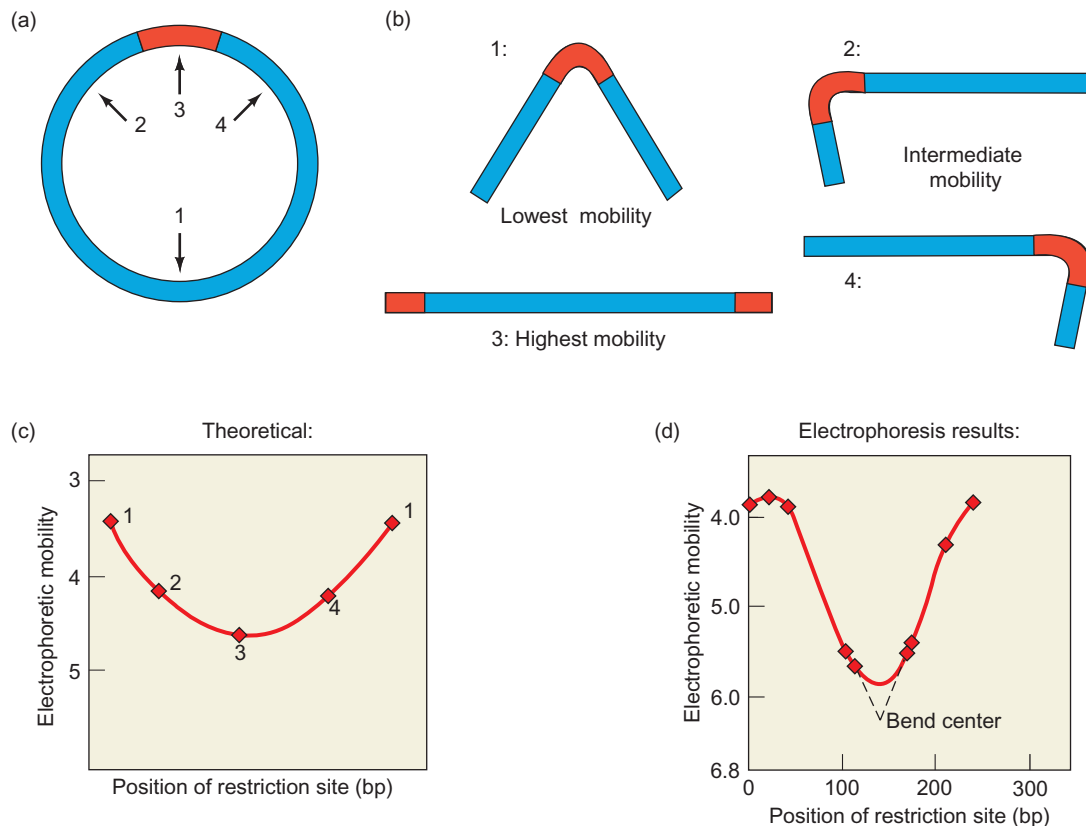 (a)
3
2
4
1
(b)
1:
Lowest mobility
2:
Intermediate
mobility
4:
3: Highest mobility
(c)
Theoretical:
Electrophoretic mobility
3
4
5
1
2
3
4
1
Position of restriction site (bp)
(d)
Electrophoresis results:
Electrophoretic mobility
4.0
5.0
6.0
6.8
Bend center
0
100
200
300
Position of restriction site (bp)